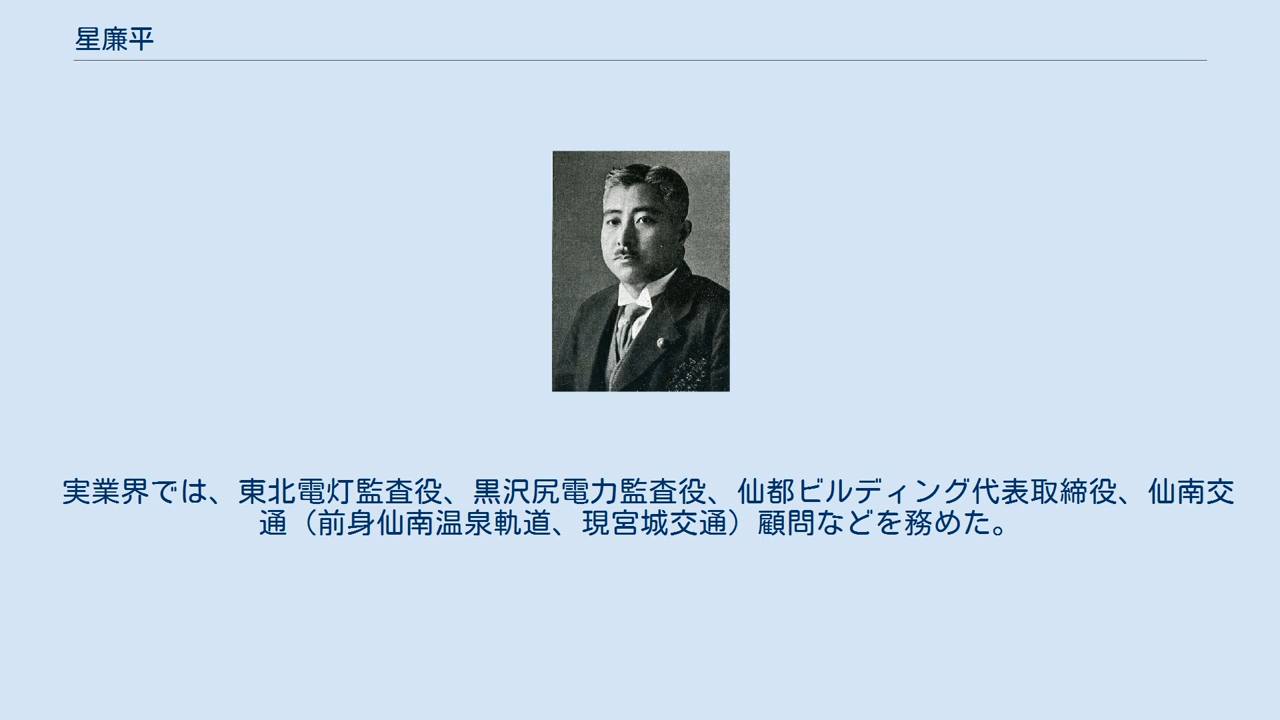 星廉平
実業界では、東北電灯監査役、黒沢尻電力監査役、仙都ビルディング代表取締役、仙南交
通（前身仙南温泉軌道、現宮城交通）顧問などを務めた。